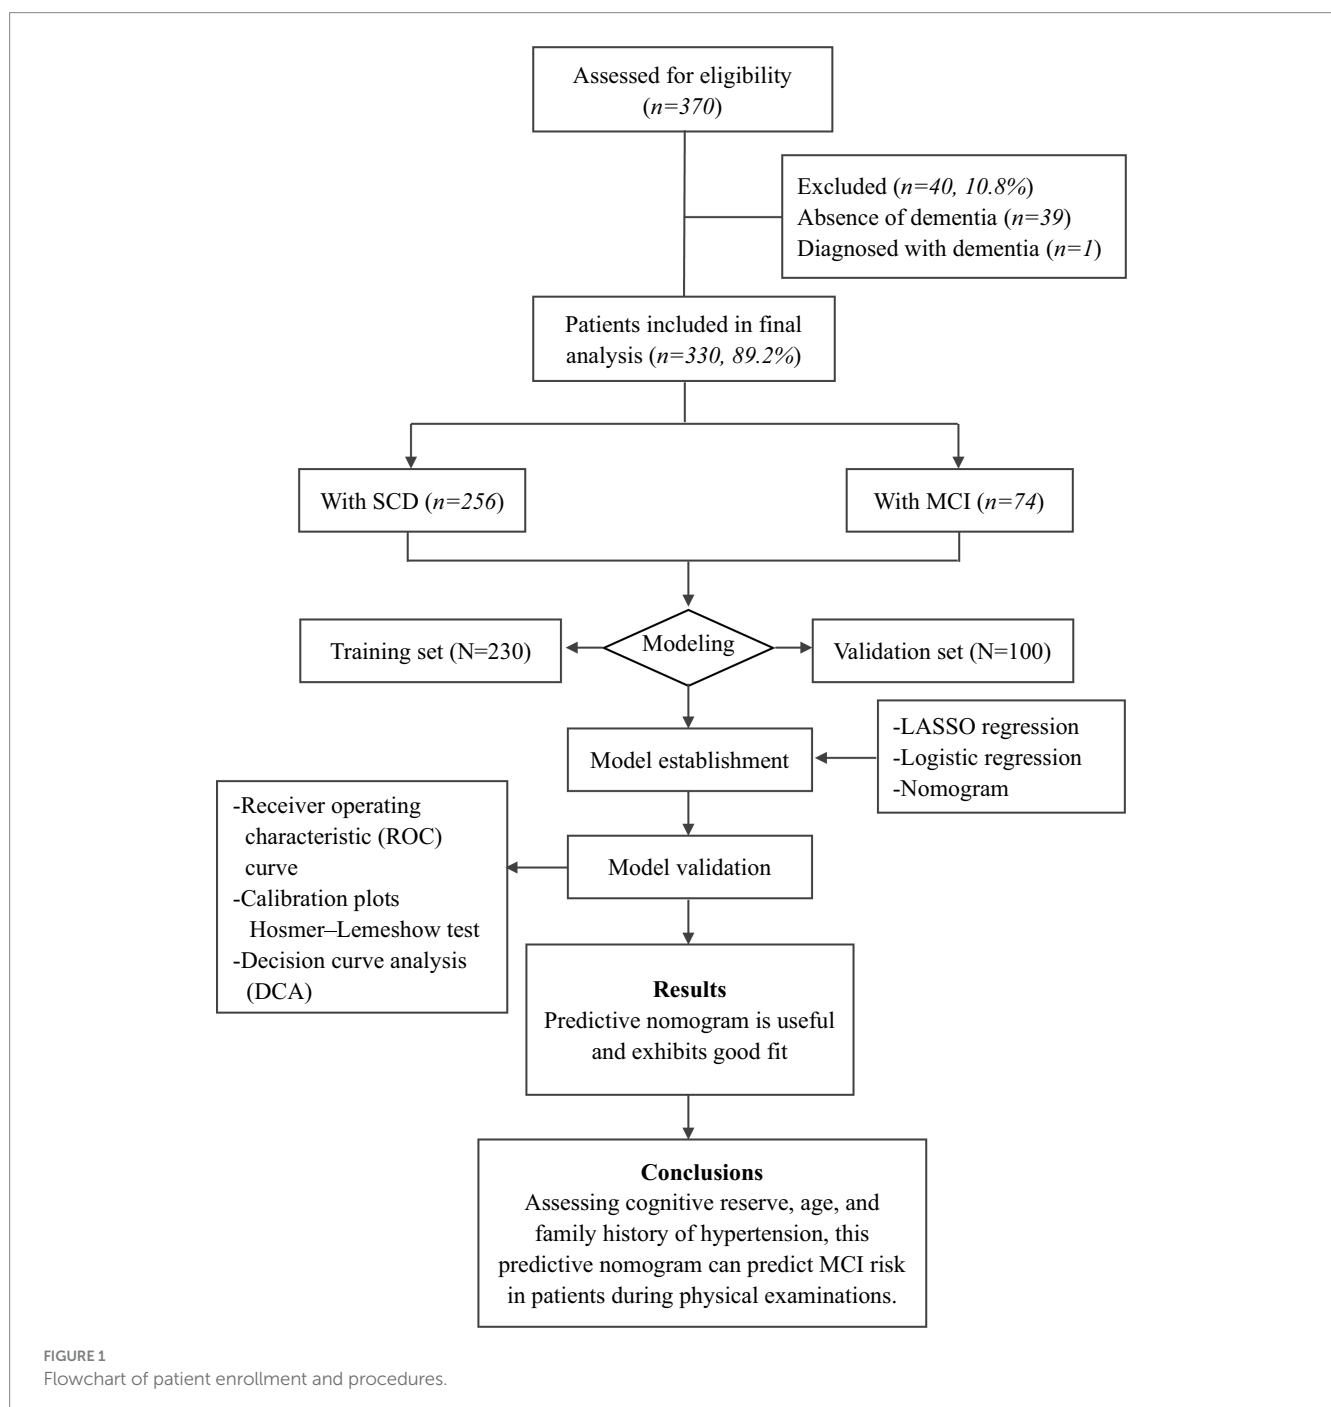 Assessed for eligibility
(n=370)
Excluded (n=40, 10.8%)
Absence of dementia (n=39)
Diagnosed with dementia (n=1)
Patients included in final
analysis (n=330, 89.2%)
With SCD (n=256)
With MCI (n=74)
Modeling
Training set (N=230)
Validation set (N=100)
Model establishment
-LASSO regression
-Logistic regression
-Nomogram
Model validation
-Receiver operating
characteristic (ROC)
curve
-Calibration plots
Hosmer–Lemeshow test
-Decision curve analysis
(DCA)
Results
Predictive nomogram is useful
and exhibits good fit
Conclusions
Assessing cognitive reserve, age, and
family history of hypertension, this
predictive nomogram can predict MCI risk
in patients during physical examinations.
FIGURE 1
Flowchart of patient enrollment and procedures.